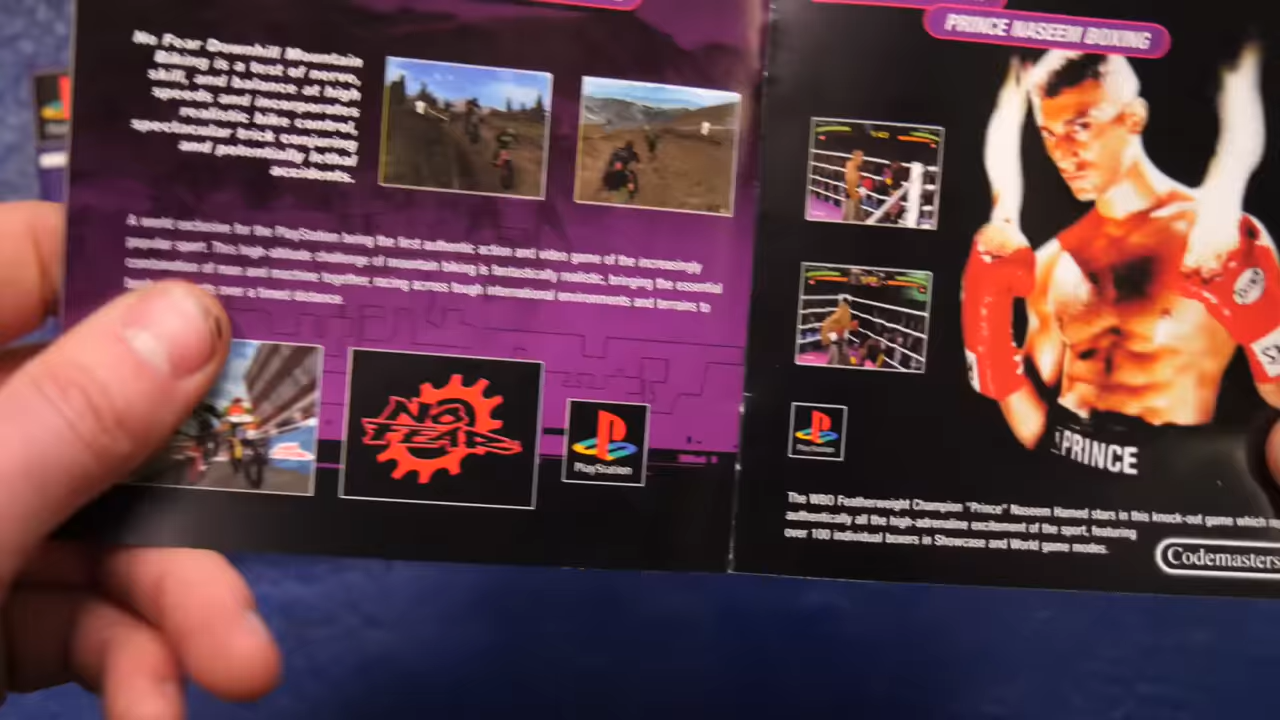 No Fear Downhill Mountain
Biking is a test of nerve,
skill, and balance at high
speeds and incorporates
realistic bike control,
spectacular trick conjuring
and potentially lethal
accidents.
A world exclusive for the PlayStation being the first authentic action and video game of the increasingly
popular sport. This high-altitude challenge of mountain biking is fantastically realistic, bringing the essential
combination of man and machine together, racing across tough international environments and terrains to
over a timed distance.
NO
FEAR
PlayStation
PRINCE NASEEM BOXING
PRINCE
PlayStation
The WBO Featherweight Champion "Prince" Naseem Hamed stars in this knock-out game which
authentically all the high-adrenaline excitement of the sport, featuring
over 100 individual boxers in Showcase and World game modes.
Codemasters